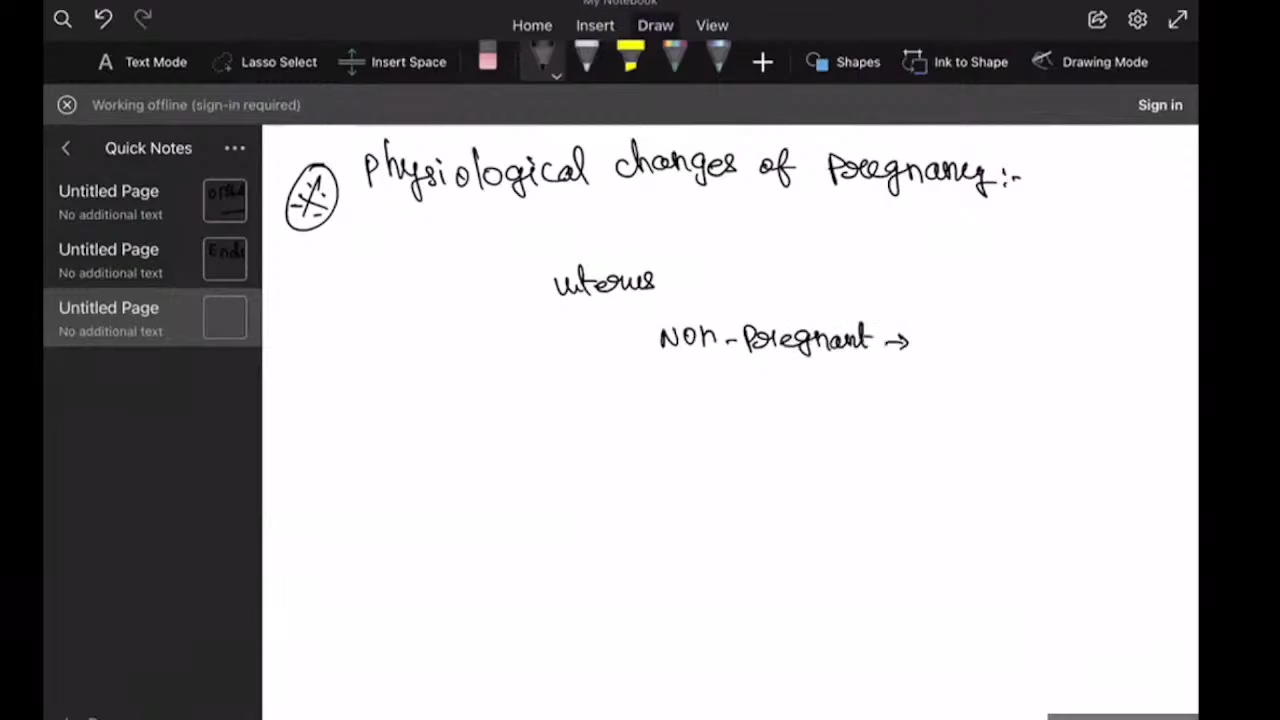 My Notebook
Home Insert Draw View
Text Mode Lasso Select Insert Space Shapes Ink to Shape Drawing Mode
Working offline (sign-in required) Sign in
Quick Notes
Untitled Page
No additional text
Untitled Page
No additional text
Untitled Page
No additional text
Physiological changes of pregnancy:-
uterus
Non-pregnant →